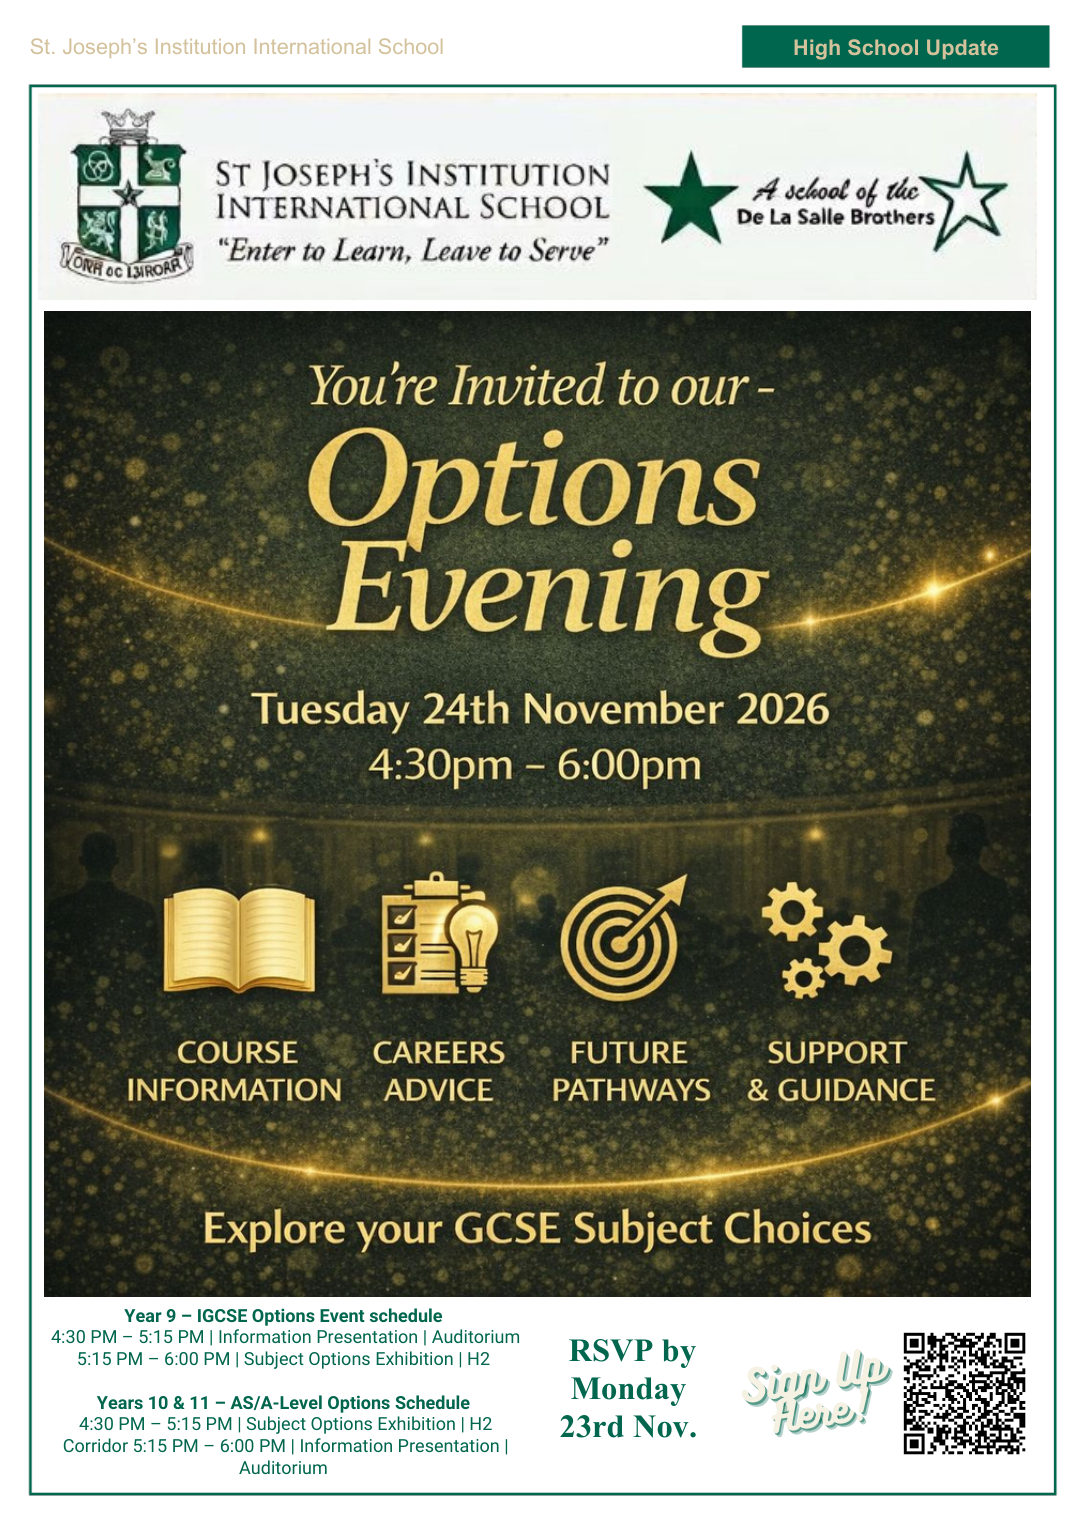 St. Joseph's Institution International School
High School Update
ST JOSEPH'S INSTITUTION
INTERNATIONAL SCHOOL
"Enter to Learn, Leave to Serve"
A school of the
De La Salle Brothers
You're Invited to our -
Options
Evening
Tuesday 24th November 2026
4:30pm – 6:00pm
COURSE
INFORMATION
CAREERS
ADVICE
FUTURE
PATHWAYS
SUPPORT
& GUIDANCE
Explore your GCSE Subject Choices
Year 9 – IGCSE Options Event schedule
4:30 PM – 5:15 PM | Information Presentation | Auditorium
5:15 PM – 6:00 PM | Subject Options Exhibition | H2
Years 10 & 11 – AS/A-Level Options Schedule
4:30 PM – 5:15 PM | Subject Options Exhibition | H2
Corridor 5:15 PM – 6:00 PM | Information Presentation |
Auditorium
RSVP by
Monday
23rd Nov.
Sign Up
Here!